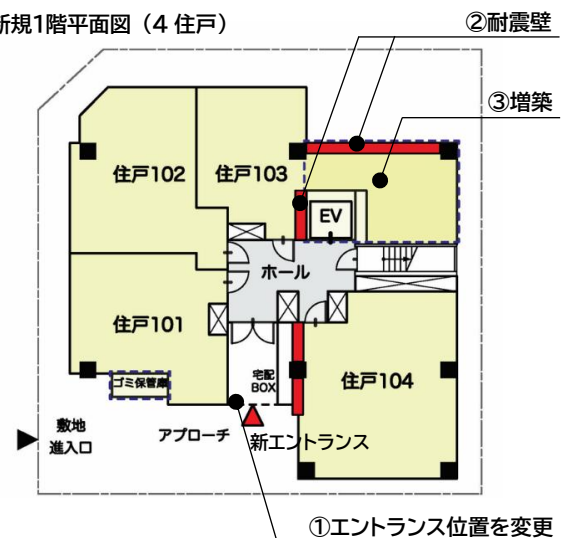 新規1階平面図（4 住戸）
②耐震壁
③増築
住戸102
住戸103
EV
ホール
住戸101
宅配
BOX
住戸104
ゴミ保管庫
敷地
進入口
アプローチ
新エントランス
①エントランス位置を変更